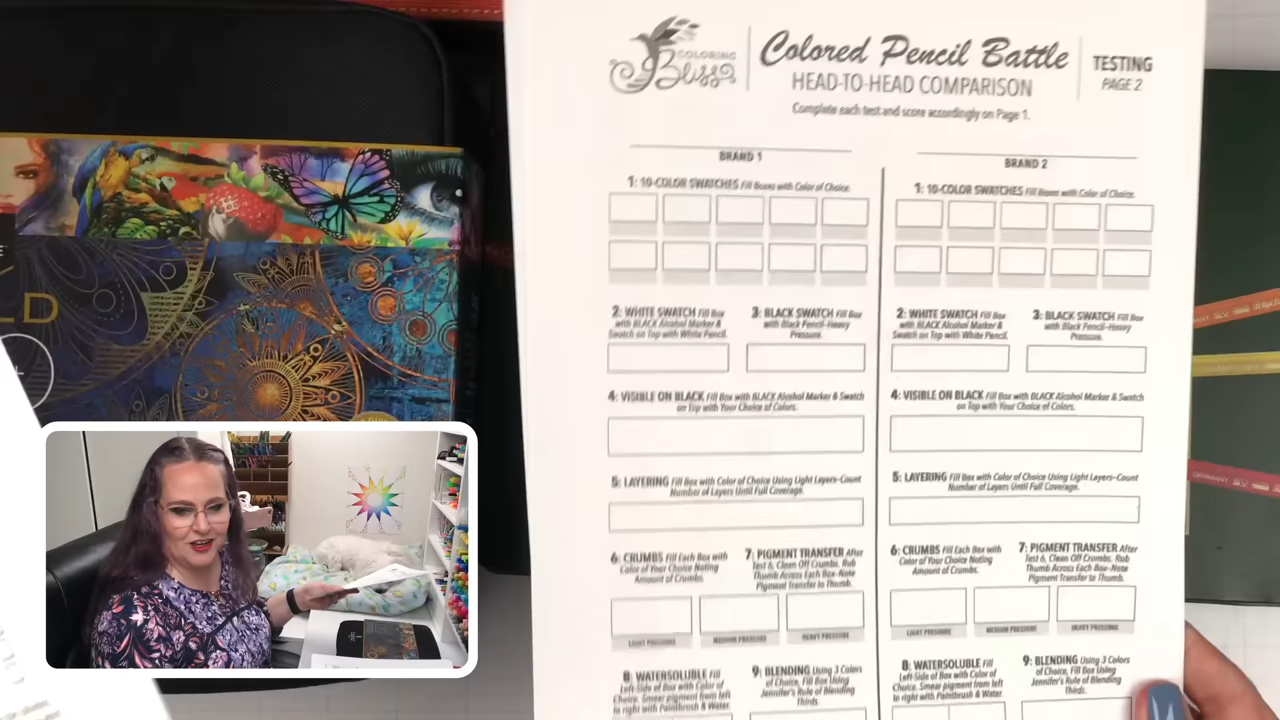 COLORING
Bliss
Colored Pencil Battle
HEAD-TO-HEAD COMPARISON
TESTING
PAGE 2
Complete each test and score accordingly on Page 1.
BRAND 1
1: 10-COLOR SWATCHES Fill Boxes with Color of Choice.
2: WHITE SWATCH Fill Box
with BLACK Alcohol Marker &
Swatch on Top with White Pencil.
3: BLACK SWATCH Fill Box
with Black Pencil–Heavy
Pressure.
4: VISIBLE ON BLACK Fill Box with BLACK Alcohol Marker & Swatch
on Top with Your Choice of Colors.
5: LAYERING Fill Box with Color of Choice Using Light Layers–Count
Number of Layers Until Full Coverage.
6: CRUMBS Fill Each Box with
Color of Your Choice Noting
Amount of Crumbs.
7: PIGMENT TRANSFER After
Test 6, Clean Off Crumbs. Rub
Thumb Across Each Box–Note
Pigment Transfer to Thumb.
LIGHT PRESSURE
MEDIUM PRESSURE
HEAVY PRESSURE
8: WATERSOLUBLE Fill
Left-Side of Box with Color of
Choice. Smear pigment from left
to right with Paintbrush & Water.
9: BLENDING Using 3 Colors
of Choice, Fill Box Using
Jennifer's Rule of Blending
Thirds.
BRAND 2
1: 10-COLOR SWATCHES Fill Boxes with Color of Choice.
2: WHITE SWATCH Fill Box
with BLACK Alcohol Marker &
Swatch on Top with White Pencil.
3: BLACK SWATCH Fill Box
with Black Pencil–Heavy
Pressure.
4: VISIBLE ON BLACK Fill Box with BLACK Alcohol Marker & Swatch
on Top with Your Choice of Colors.
5: LAYERING Fill Box with Color of Choice Using Light Layers–Count
Number of Layers Until Full Coverage.
6: CRUMBS Fill Each Box with
Color of Your Choice Noting
Amount of Crumbs.
7: PIGMENT TRANSFER After
Test 6, Clean Off Crumbs. Rub
Thumb Across Each Box–Note
Pigment Transfer to Thumb.
LIGHT PRESSURE
MEDIUM PRESSURE
HEAVY PRESSURE
8: WATERSOLUBLE Fill
Left-Side of Box with Color of
Choice. Smear pigment from left
to right with Paintbrush & Water.
9: BLENDING Using 3 Colors
of Choice, Fill Box Using
Jennifer's Rule of Blending
Thirds.
LD
GERMANY